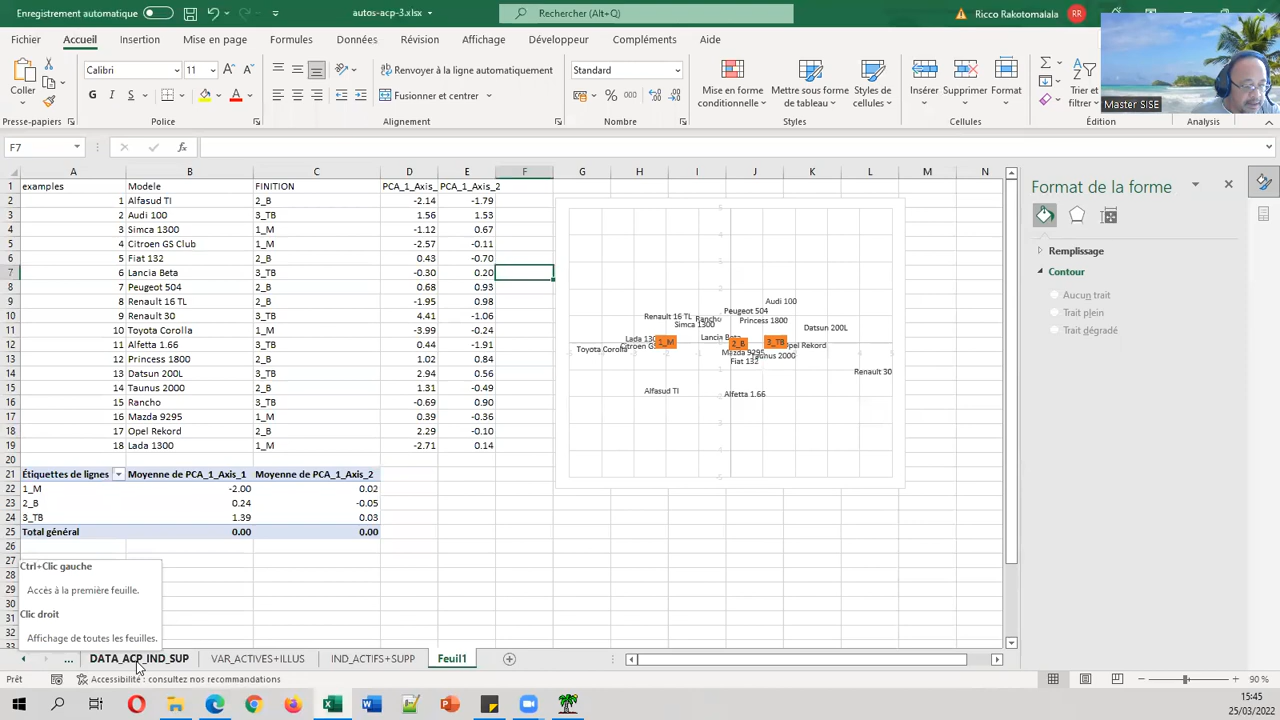 Enregistrement automatique autos-acp-3.xlsx Rechercher (Alt+Q) Ricco Rakotomalala RR
Fichier Accueil Insertion Mise en page Formules Données Révision Affichage Développeur Compléments Aide
Master SISE
Coller
Calibri 11
G I S
Renvoyer à la ligne automatiquement
Fusionner et centrer
Standard
Mise en forme conditionnelle
Mettre sous forme de tableau
Styles de cellules
Insérer Supprimer Format
Trier et filtrer
Presse-papiers Police Alignement Nombre Styles Cellules Édition Analysis
F7 fx
A B C D E F G H I J K L M N
1 examples Modele FINITION PCA_1_Axis_ PCA_1_Axis_2
2 1 Alfasud TI 2_B -2.14 -1.79
3 2 Audi 100 3_TB 1.56 1.53
4 3 Simca 1300 1_M -1.12 0.67
5 4 Citroen GS Club 1_M -2.57 -0.11
6 5 Fiat 132 2_B 0.43 -0.70
7 6 Lancia Beta 3_TB -0.30 0.20
8 7 Peugeot 504 2_B 0.68 0.93
9 8 Renault 16 TL 2_B -1.95 0.98
10 9 Renault 30 3_TB 4.41 -1.06
11 10 Toyota Corolla 1_M -3.99 -0.24
12 11 Alfetta 1.66 3_TB 0.44 -1.91
13 12 Princess 1800 2_B 1.02 0.84
14 13 Datsun 200L 3_TB 2.94 0.56
15 14 Taunus 2000 2_B 1.31 -0.49
16 15 Rancho 3_TB -0.69 0.90
17 16 Mazda 9295 1_M 0.39 -0.36
18 17 Opel Rekord 2_B 2.29 -0.10
19 18 Lada 1300 1_M -2.71 0.14
20
21 Étiquettes de lignes Moyenne de PCA_1_Axis_1 Moyenne de PCA_1_Axis_2
22 1_M -2.00 0.02
23 2_B 0.24 -0.05
24 3_TB 1.39 0.03
25 Total général 0.00 0.00
26
27
28
29
30
31
32
33
Audi 100
Peugeot 504
Renault 16 TL Rancho Princess 1800
Simca 1300
Datsun 200L
Lada 130 Lancia Beta
Citroen GS 1_M 2_B 3_TB Opel Rekord
Toyota Corolla Mazda 9295 Taunus 2000
Fiat 132
Renault 30
Alfasud TI Alfetta 1.66
Format de la forme
Remplissage
Contour
Aucun trait
Trait plein
Trait dégradé
Ctrl+Clic gauche
Accès à la première feuille.
Clic droit
Affichage de toutes les feuilles.
... DATA_ACP_IND_SUP VAR_ACTIVES+ILLUS IND_ACTIFS+SUPP Feuil1
Prêt Accessibilité : consultez nos recommandations 90 %
15:45
25/03/2022